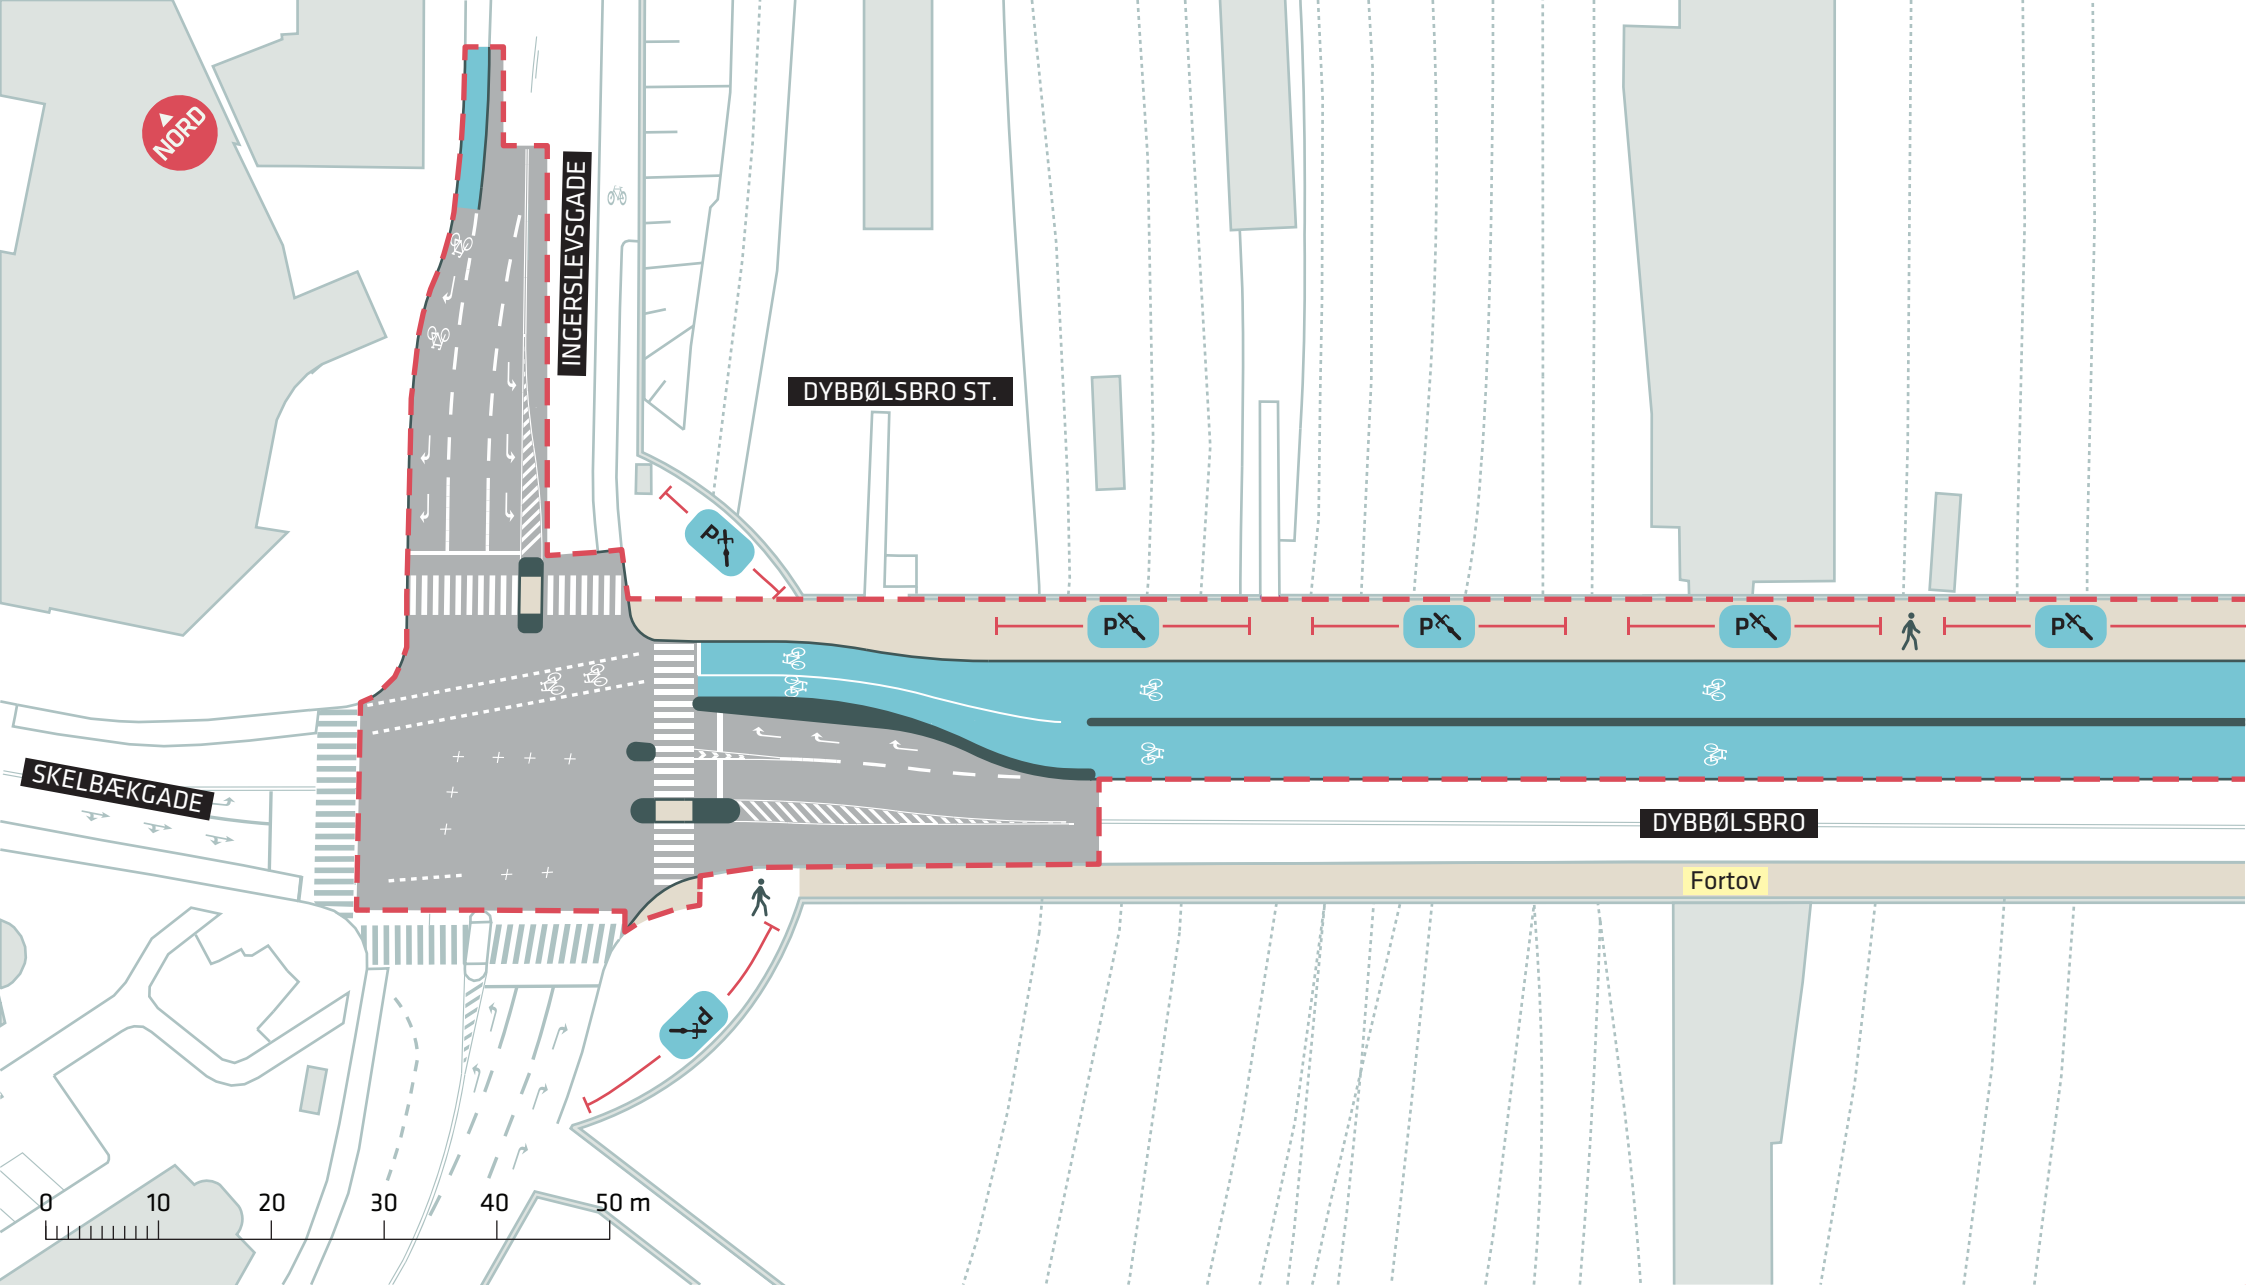 NORD
INGERSLEVSGADE
DYBBØLSBRO ST.
P
P
P
P
P
SKELBÆKGADE
DYBBØLSBRO
Fortov
P
0 10 20 30 40 50 m